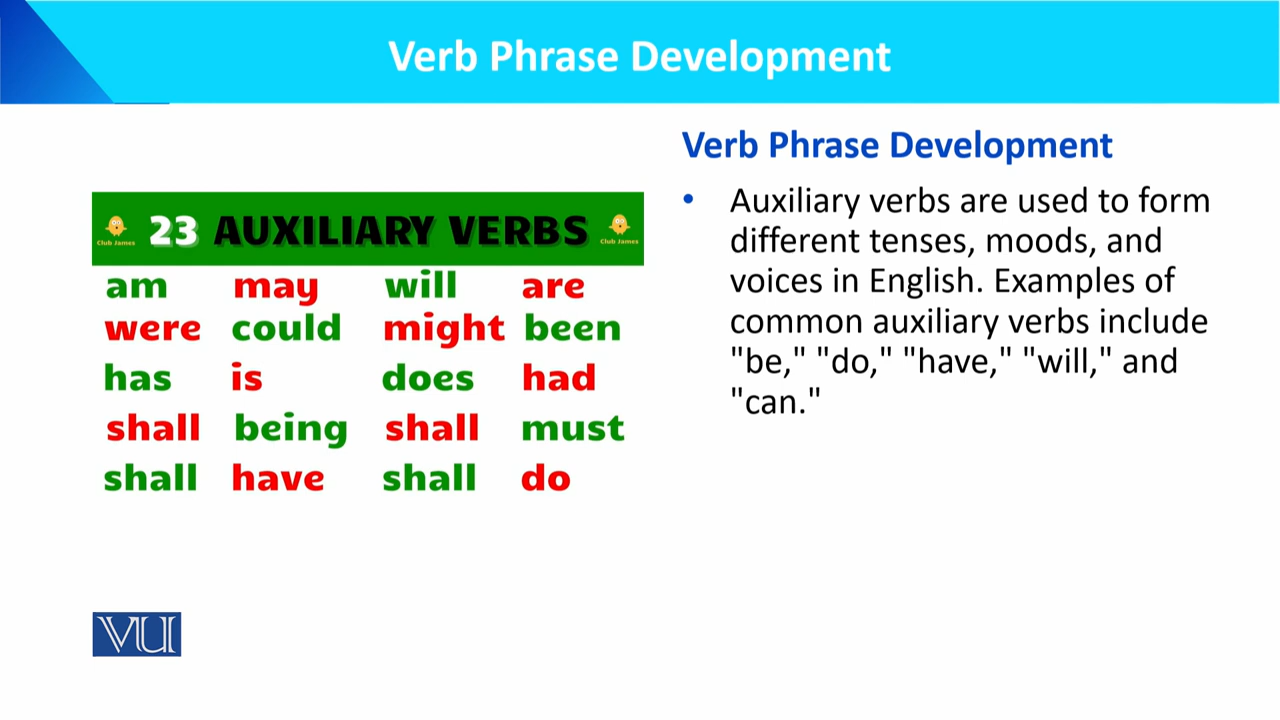 Verb Phrase Development
Verb Phrase Development
• Auxiliary verbs are used to form
different tenses, moods, and
voices in English. Examples of
common auxiliary verbs include
"be," "do," "have," "will," and
"can."
Club James 23 AUXILIARY VERBS Club James
am may will are
were could might been
has is does had
shall being shall must
shall have shall do
VU